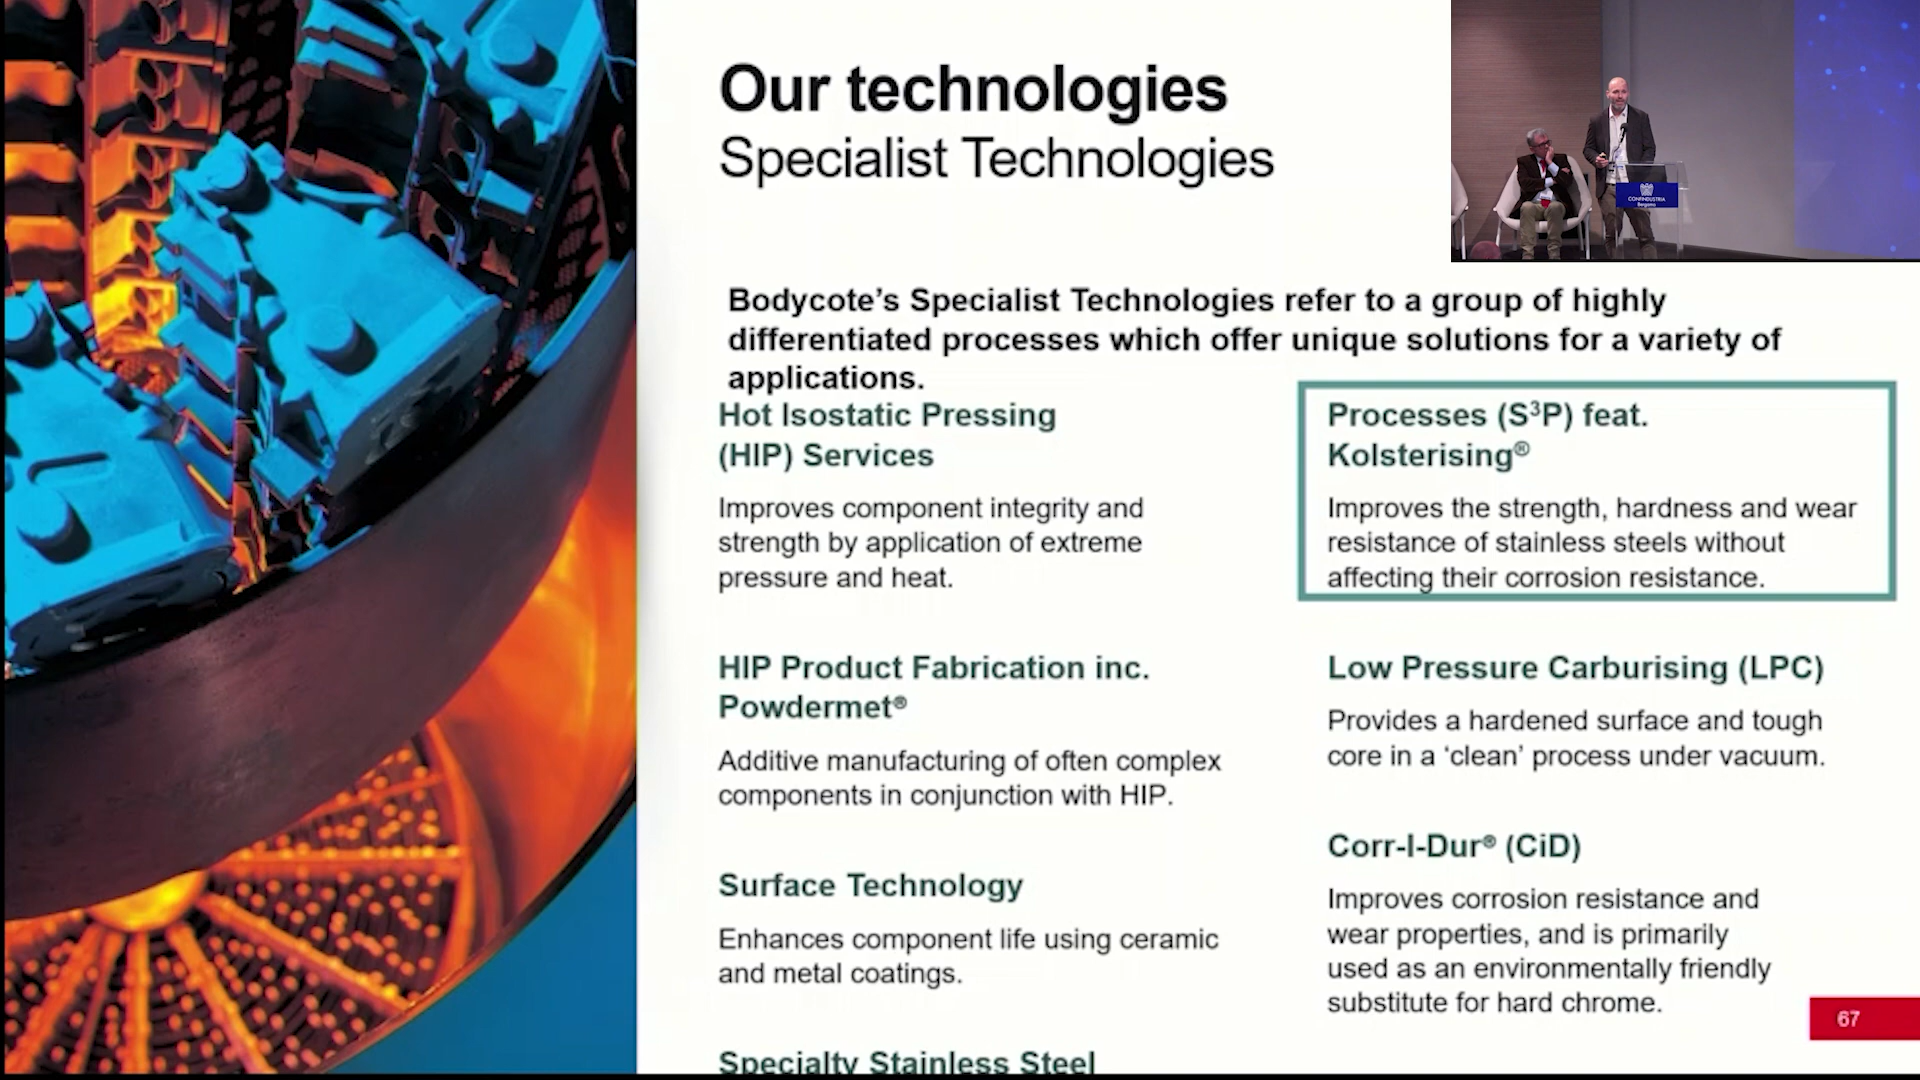 Our technologies
Specialist Technologies
Bodycote’s Specialist Technologies refer to a group of highly
differentiated processes which offer unique solutions for a variety of
applications.
Hot Isostatic Pressing
(HIP) Services
Improves component integrity and
strength by application of extreme
pressure and heat.
HIP Product Fabrication inc.
Powdermet®
Additive manufacturing of often complex
components in conjunction with HIP.
Surface Technology
Enhances component life using ceramic
and metal coatings.
Specialty Stainless Steel
Processes (S³P) feat.
Kolsterising®
Improves the strength, hardness and wear
resistance of stainless steels without
affecting their corrosion resistance.
Low Pressure Carburising (LPC)
Provides a hardened surface and tough
core in a ‘clean’ process under vacuum.
Corr-I-Dur® (CiD)
Improves corrosion resistance and
wear properties, and is primarily
used as an environmentally friendly
substitute for hard chrome.
67
CONFINDUSTRIA
Bergamo